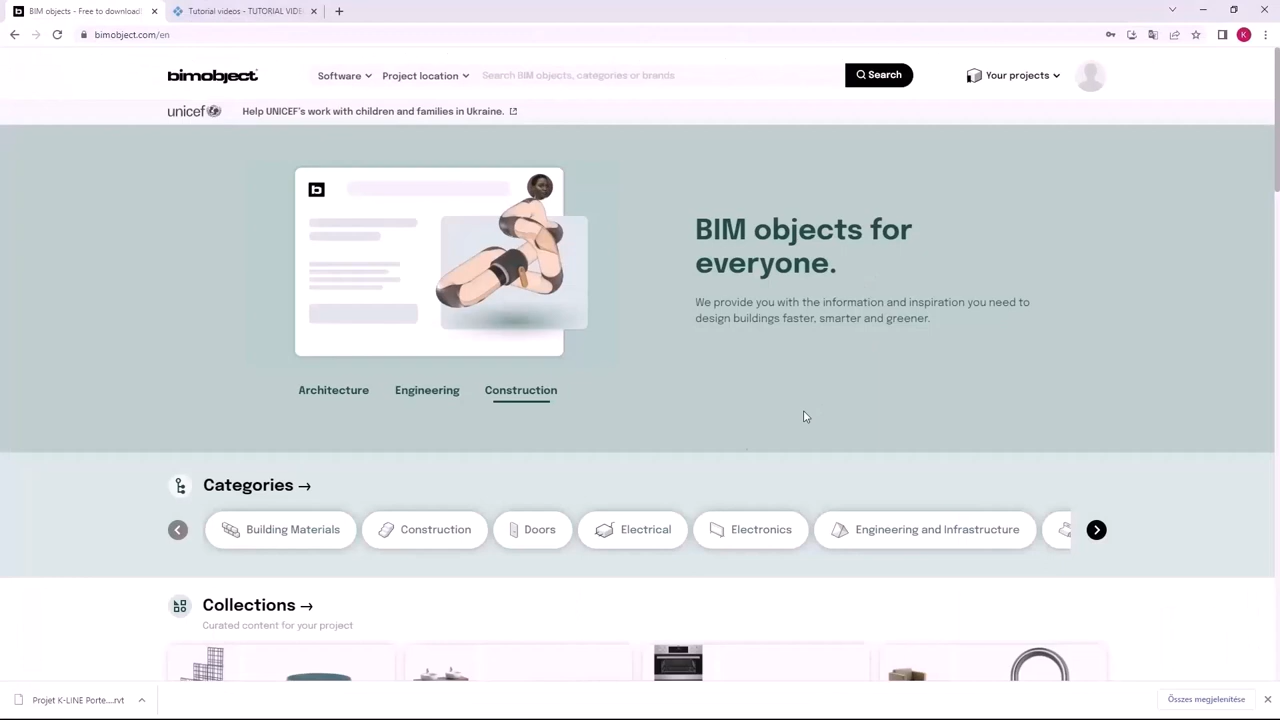 BIM objects - Free to download!
Tutorial videos - TUTORIAL VIDE
bimobject.com/en
K
bimobject
Software
Project location
Search BIM objects, categories or brands
Search
Your projects
unicef
Help UNICEF's work with children and families in Ukraine.
b
BIM objects for
everyone.
We provide you with the information and inspiration you need to
design buildings faster, smarter and greener.
Architecture
Engineering
Construction
Categories →
Building Materials
Construction
Doors
Electrical
Electronics
Engineering and Infrastructure
Collections →
Curated content for your project
Projet K-LINE Porte....rvt
Összes megjelenítése